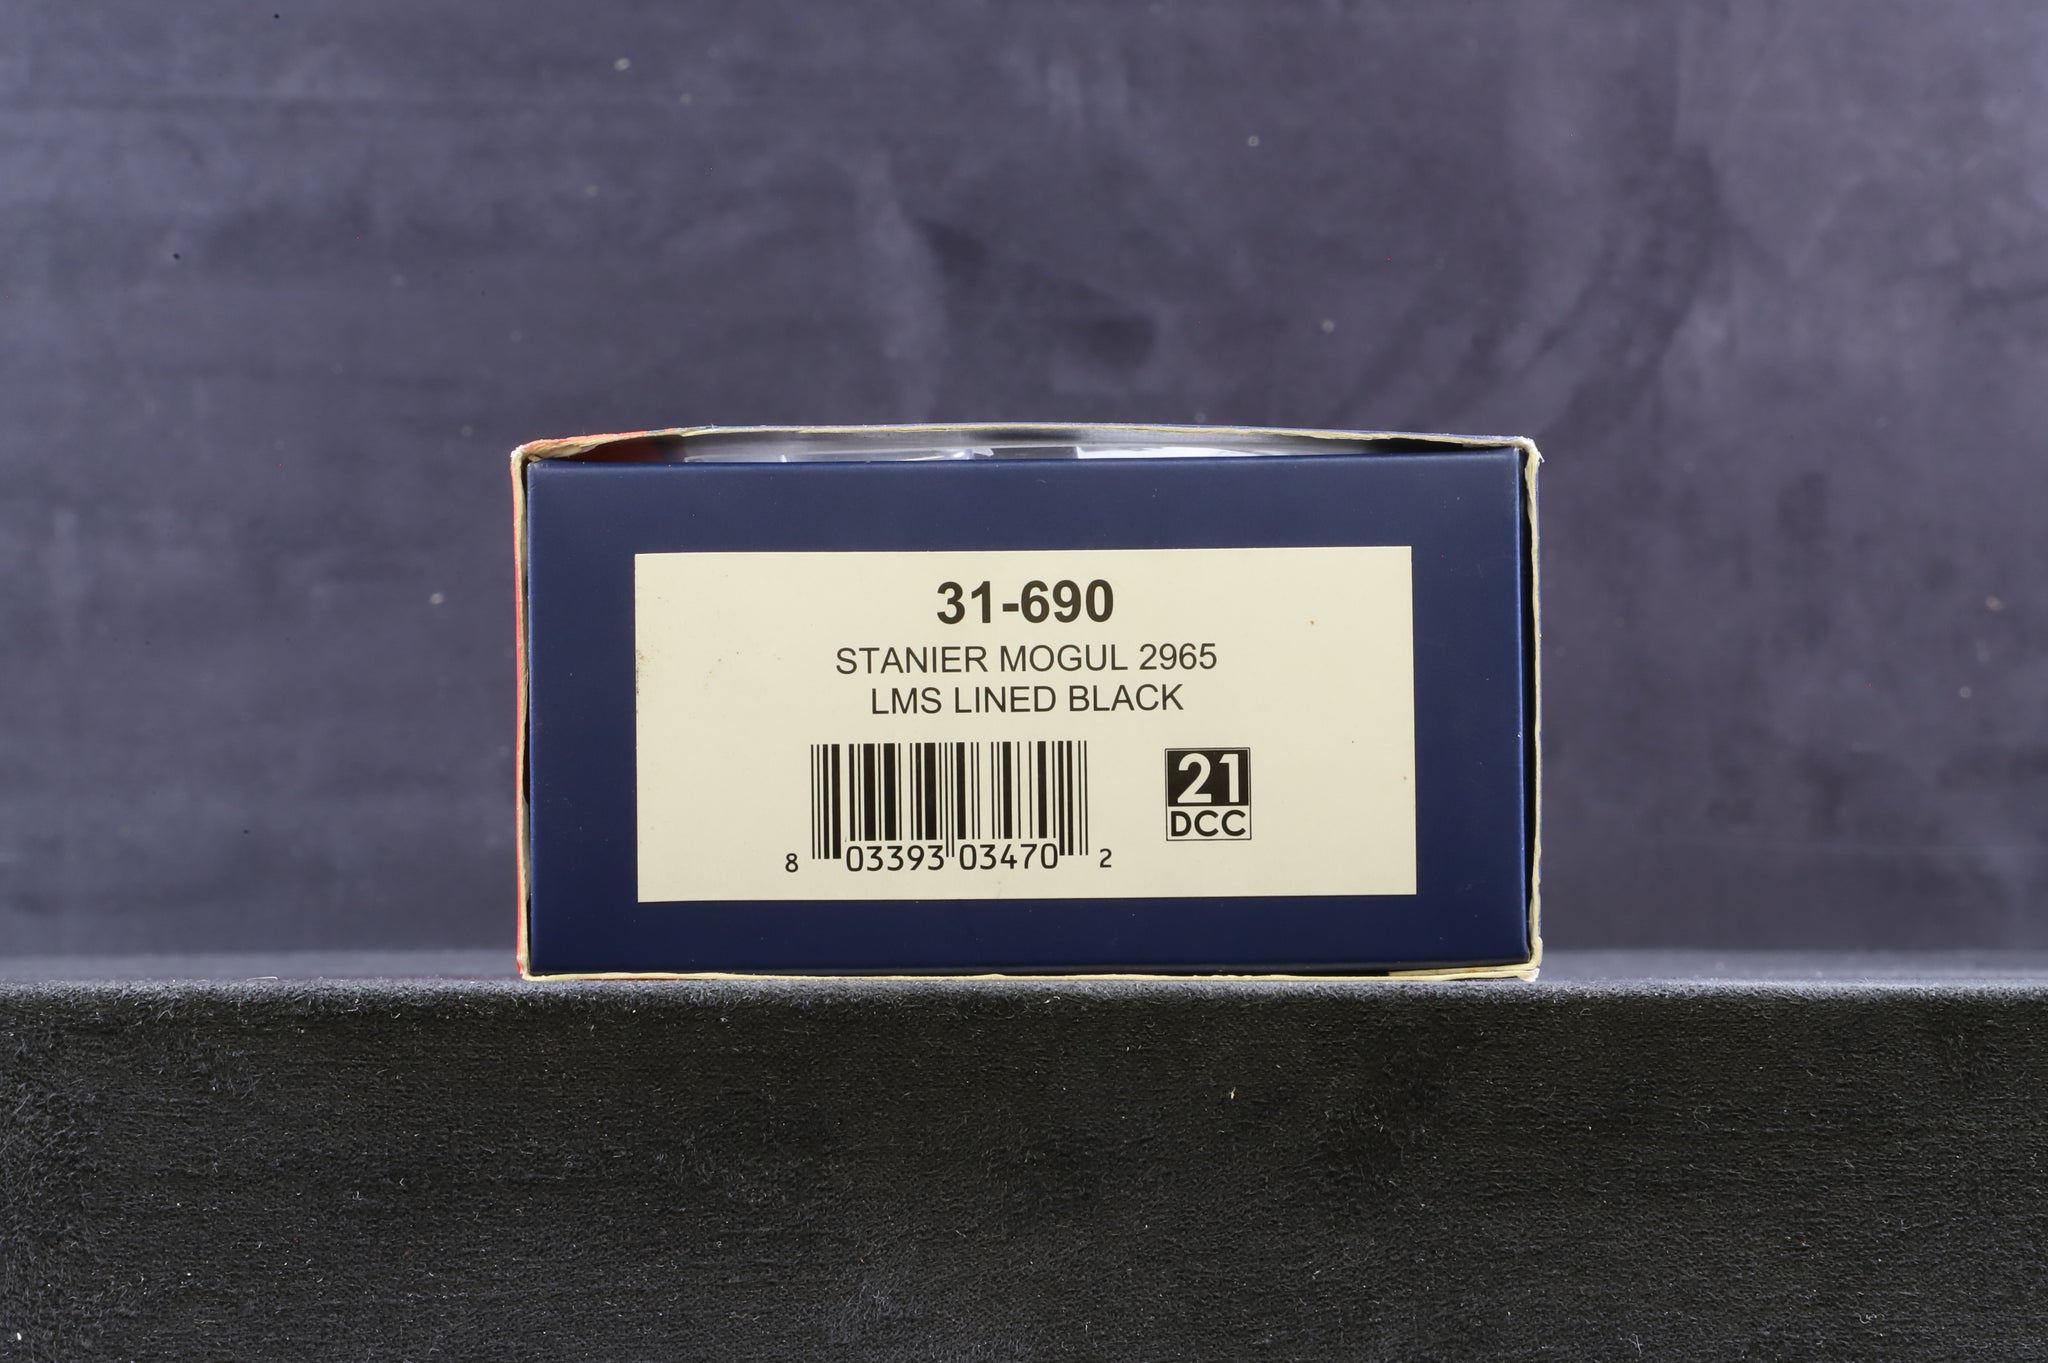 31-690
STANIER MOGUL 2965
LMS LINED BLACK
21
DCC
8 03393 03470 2